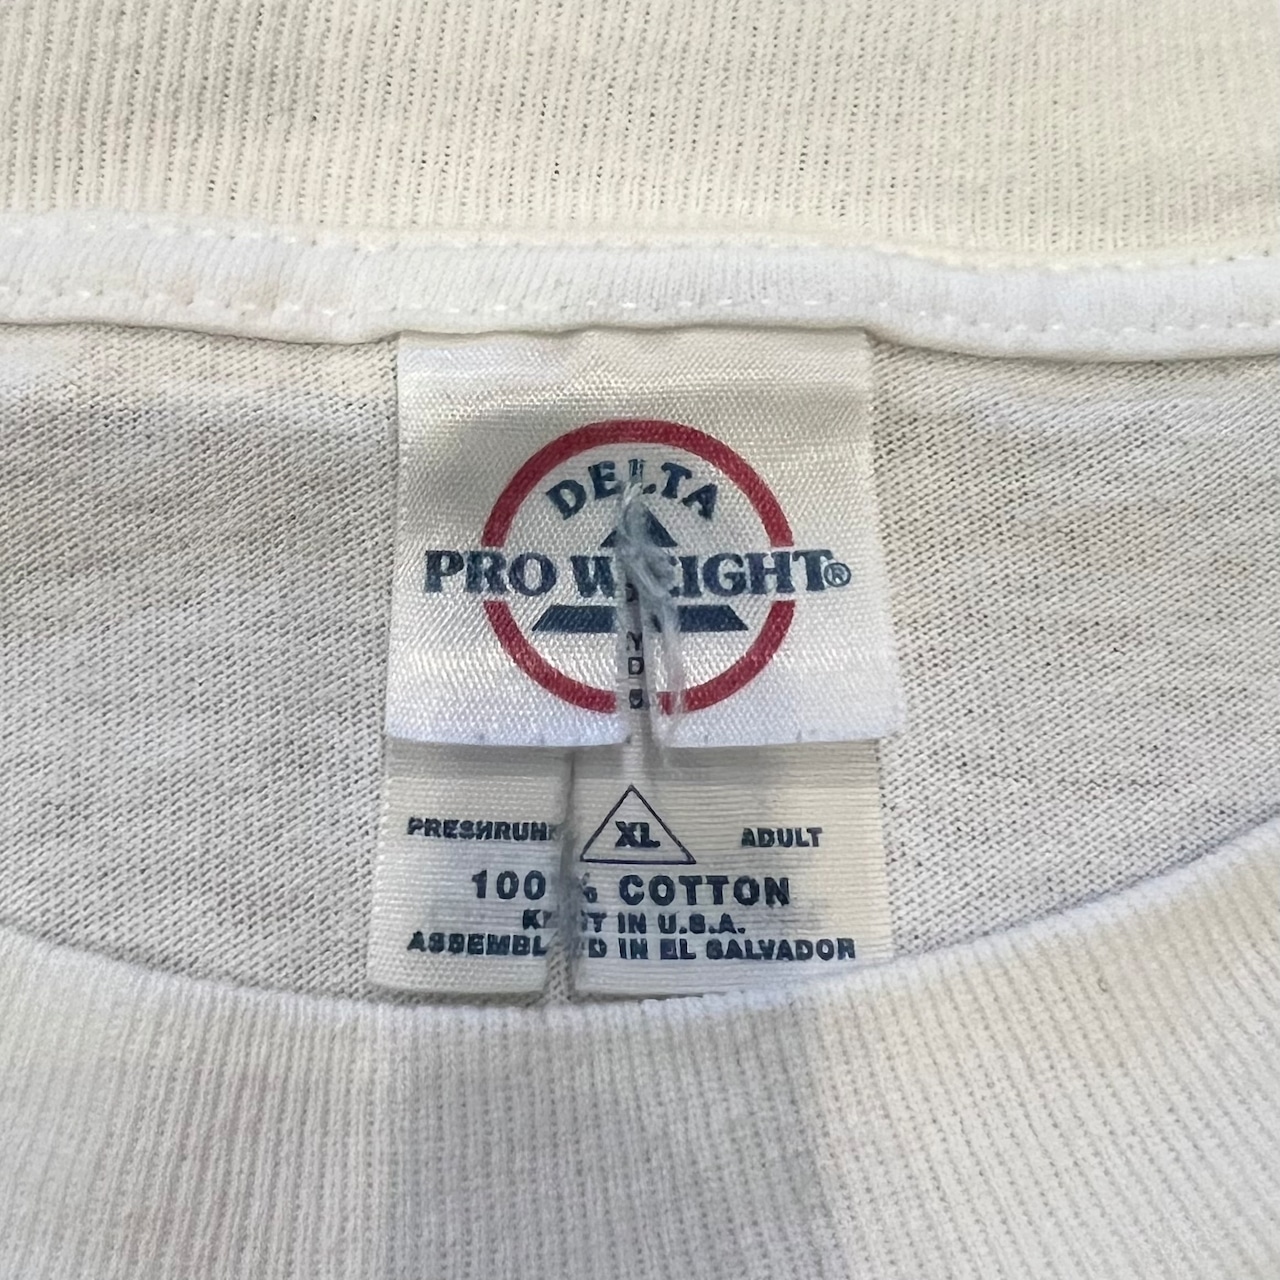 DELTA
PRO WEIGHT®
PRESHRUNK XL ADULT
100% COTTON
KNIT IN U.S.A.
ASSEMBLED IN EL SALVADOR